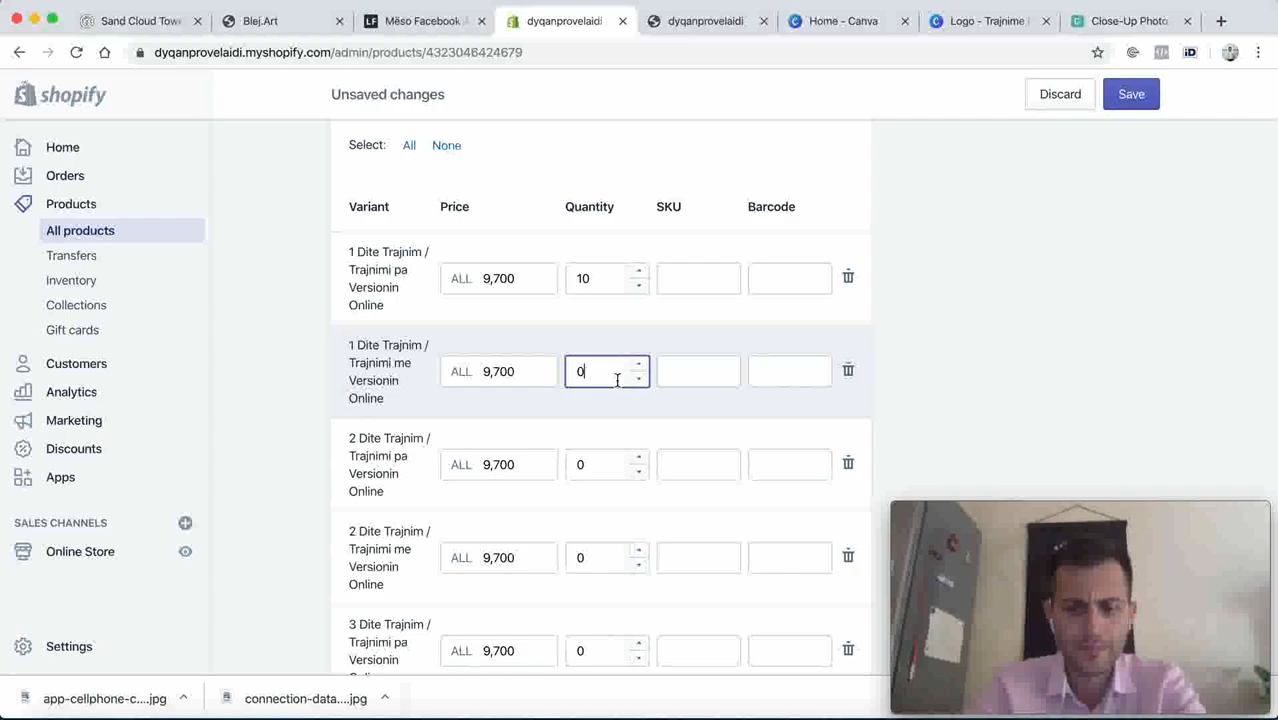 Sand Cloud Tow
Blej.Art
Mëso Facebook
dyqanprovelaidi
dyqanprovelaidi
Home - Canva
Logo - Trajnime
Close-Up Photo
dyqanprovelaidi.myshopify.com/admin/products/4323046424679
shopify
Unsaved changes
Discard
Save
Home
Orders
Products
All products
Transfers
Inventory
Collections
Gift cards
Customers
Analytics
Marketing
Discounts
Apps
SALES CHANNELS
Online Store
Settings
Select: All None
Variant Price Quantity SKU Barcode
1 Dite Trajnim /
Trajnimi pa
Versionin
Online
ALL 9,700 10
1 Dite Trajnim /
Trajnimi me
Versionin
Online
ALL 9,700 0
2 Dite Trajnim /
Trajnimi pa
Versionin
Online
ALL 9,700 0
2 Dite Trajnim /
Trajnimi me
Versionin
Online
ALL 9,700 0
3 Dite Trajnim /
Trajnimi pa
Versionin
ALL 9,700 0
app-cellphone-c....jpg
connection-data....jpg